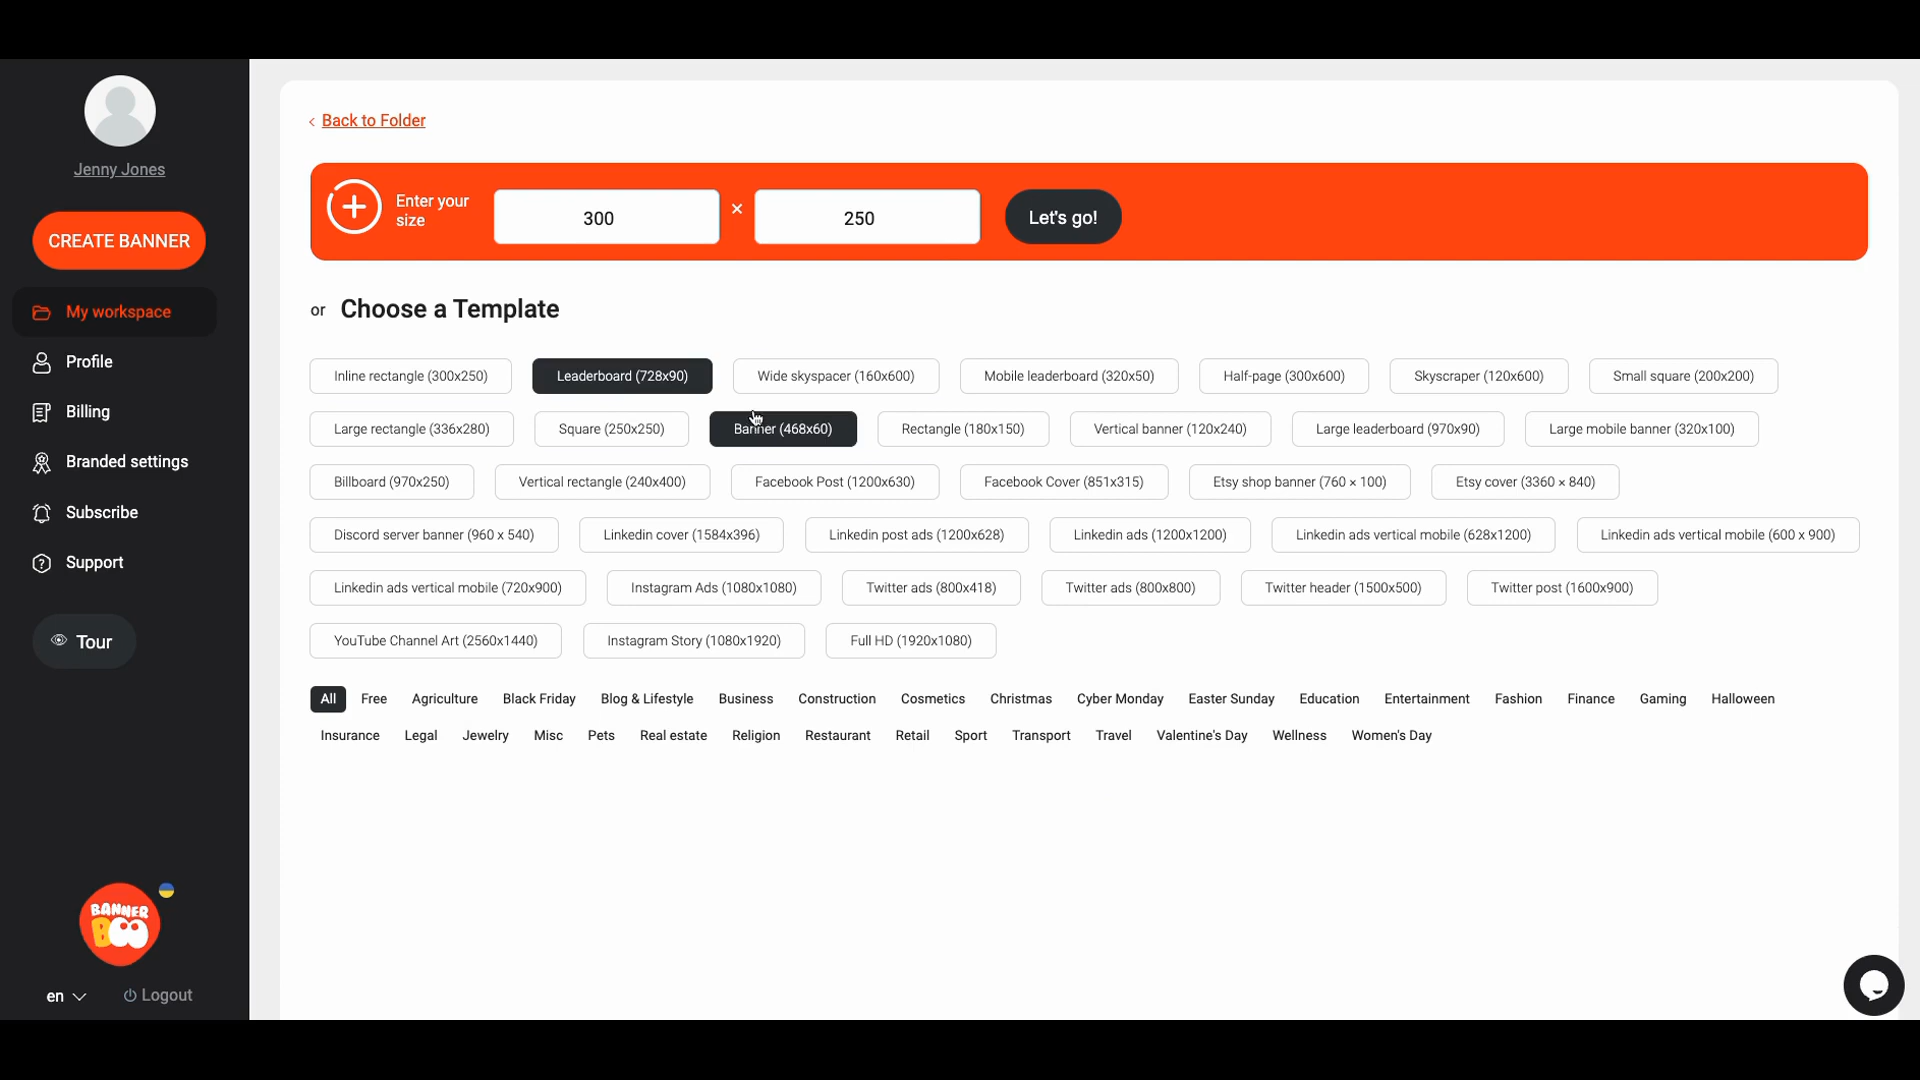 Jenny Jones
CREATE BANNER
My workspace
Profile
Billing
Branded settings
Subscribe
Support
Tour
BANNER
BOO
en
Logout
< Back to Folder
Enter your
size
300 × 250 Let's go!
or Choose a Template
Inline rectangle (300x250) Leaderboard (728x90) Wide skyspacer (160x600) Mobile leaderboard (320x50) Half-page (300x600) Skyscraper (120x600) Small square (200x200)
Large rectangle (336x280) Square (250x250) Banner (468x60) Rectangle (180x150) Vertical banner (120x240) Large leaderboard (970x90) Large mobile banner (320x100)
Billboard (970x250) Vertical rectangle (240x400) Facebook Post (1200x630) Facebook Cover (851x315) Etsy shop banner (760 × 100) Etsy cover (3360 × 840)
Discord server banner (960 x 540) Linkedin cover (1584x396) Linkedin post ads (1200x628) Linkedin ads (1200x1200) Linkedin ads vertical mobile (628x1200) Linkedin ads vertical mobile (600 x 900)
Linkedin ads vertical mobile (720x900) Instagram Ads (1080x1080) Twitter ads (800x418) Twitter ads (800x800) Twitter header (1500x500) Twitter post (1600x900)
YouTube Channel Art (2560x1440) Instagram Story (1080x1920) Full HD (1920x1080)
All Free Agriculture Black Friday Blog & Lifestyle Business Construction Cosmetics Christmas Cyber Monday Easter Sunday Education Entertainment Fashion Finance Gaming Halloween
Insurance Legal Jewelry Misc Pets Real estate Religion Restaurant Retail Sport Transport Travel Valentine's Day Wellness Women's Day